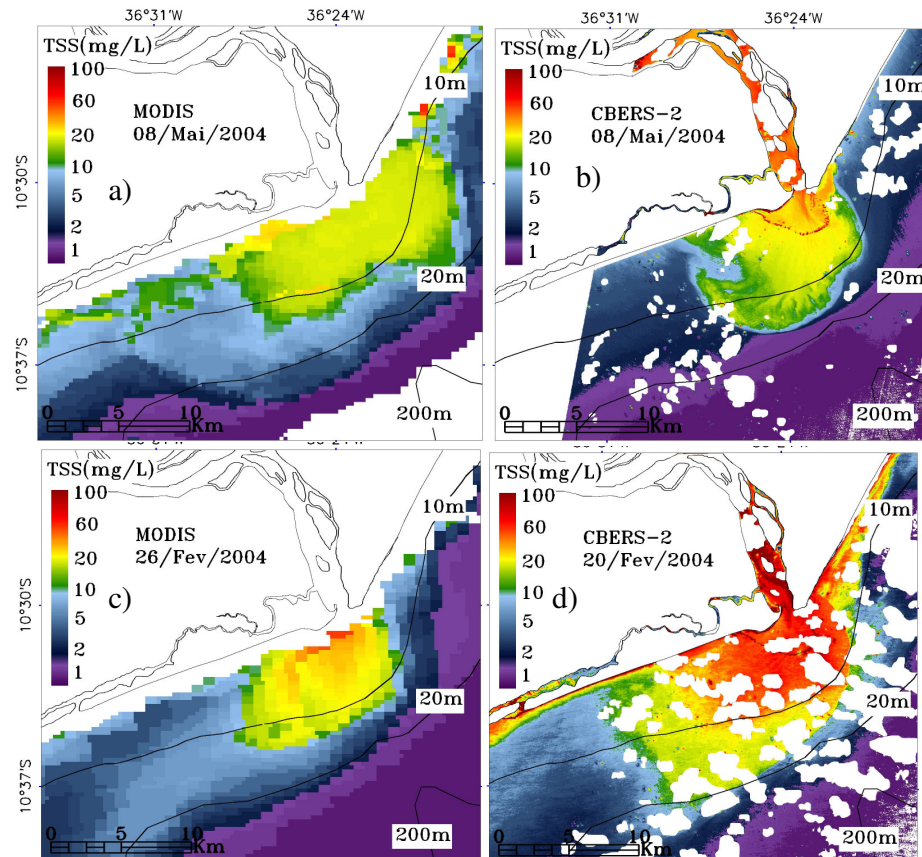 36°31'W 36°24'W 36°31'W 36°24'W
TSS(mg/L)
100
60
20
10
5
2
1
MODIS
08/Mai/2004
a)
10m
20m
200m
10°30'S
10°37'S
0 5 10
Km
TSS(mg/L)
100
60
20
10
5
2
1
CBERS-2
08/Mai/2004
b)
10m
20m
200m
0 5 10
Km
TSS(mg/L)
100
60
20
10
5
2
1
MODIS
26/Fev/2004
c)
10m
20m
200m
10°30'S
10°37'S
0 5 10
Km
TSS(mg/L)
100
60
20
10
5
2
1
CBERS-2
20/Fev/2004
d)
10m
20m
200m
0 5 10
Km